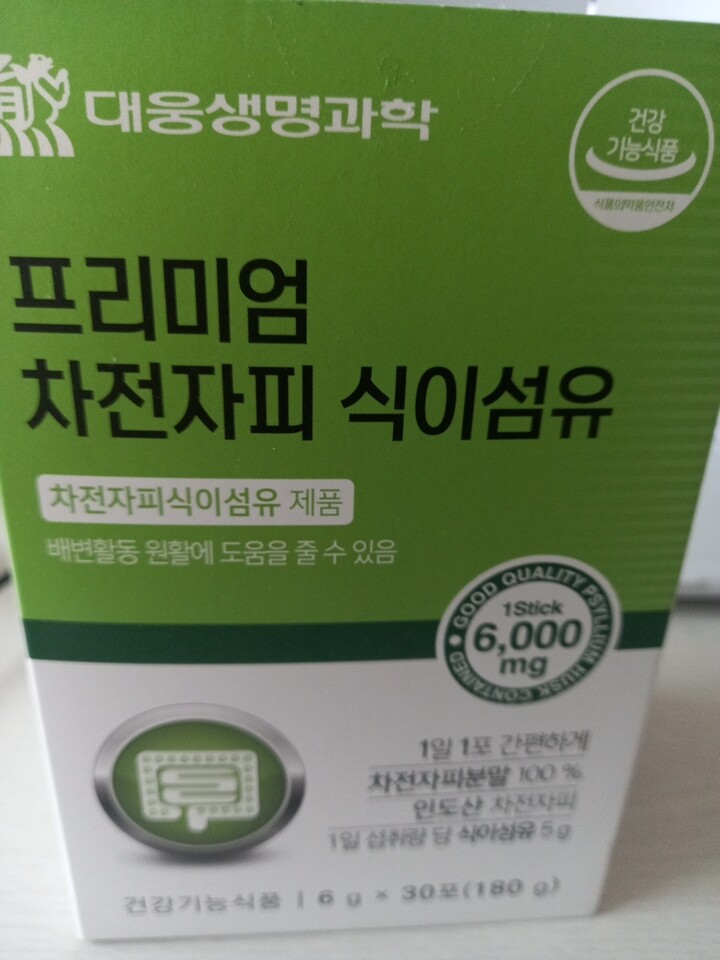 대웅생명과학
건강
기능식품
식품의약품안전처
프리미엄
차전자피 식이섬유
차전자피식이섬유 제품
배변활동 원활에 도움을 줄 수 있음
GOOD QUALITY PSYLLIUM HUSK CONTAINED
1Stick
6,000
mg
1일 1포 간편하게
차전자피분말 100 %
인도산 차전자피
1일 섭취량 당 식이섬유 5g
건강기능식품 | 6 g × 30포(180 g)